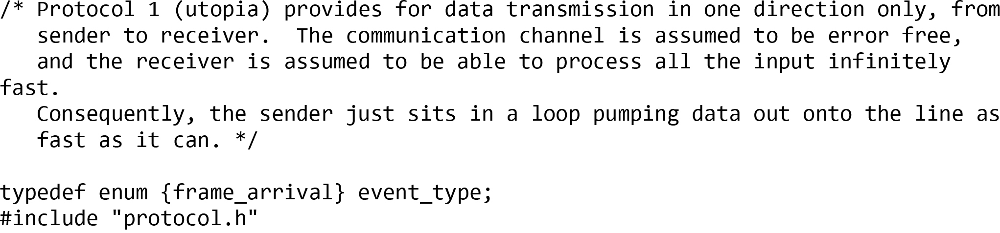 /* Protocol 1 (utopia) provides for data transmission in one direction only, from
   sender to receiver.  The communication channel is assumed to be error free,
   and the receiver is assumed to be able to process all the input infinitely
fast.
   Consequently, the sender just sits in a loop pumping data out onto the line as
   fast as it can. */

typedef enum {frame_arrival} event_type;
#include "protocol.h"